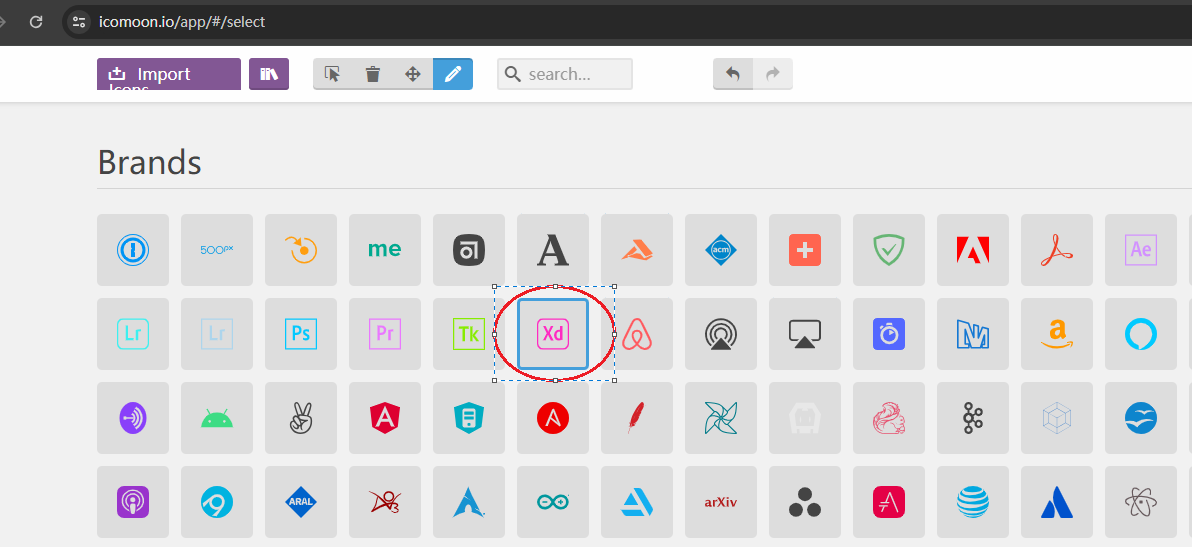 icomoon.io/app/#/select
Import
Icons
search...
Brands
500px
me
a
A
acm
Ae
Lr
Lr
Ps
Pr
Tk
Xd
a
ARAL
arXiv